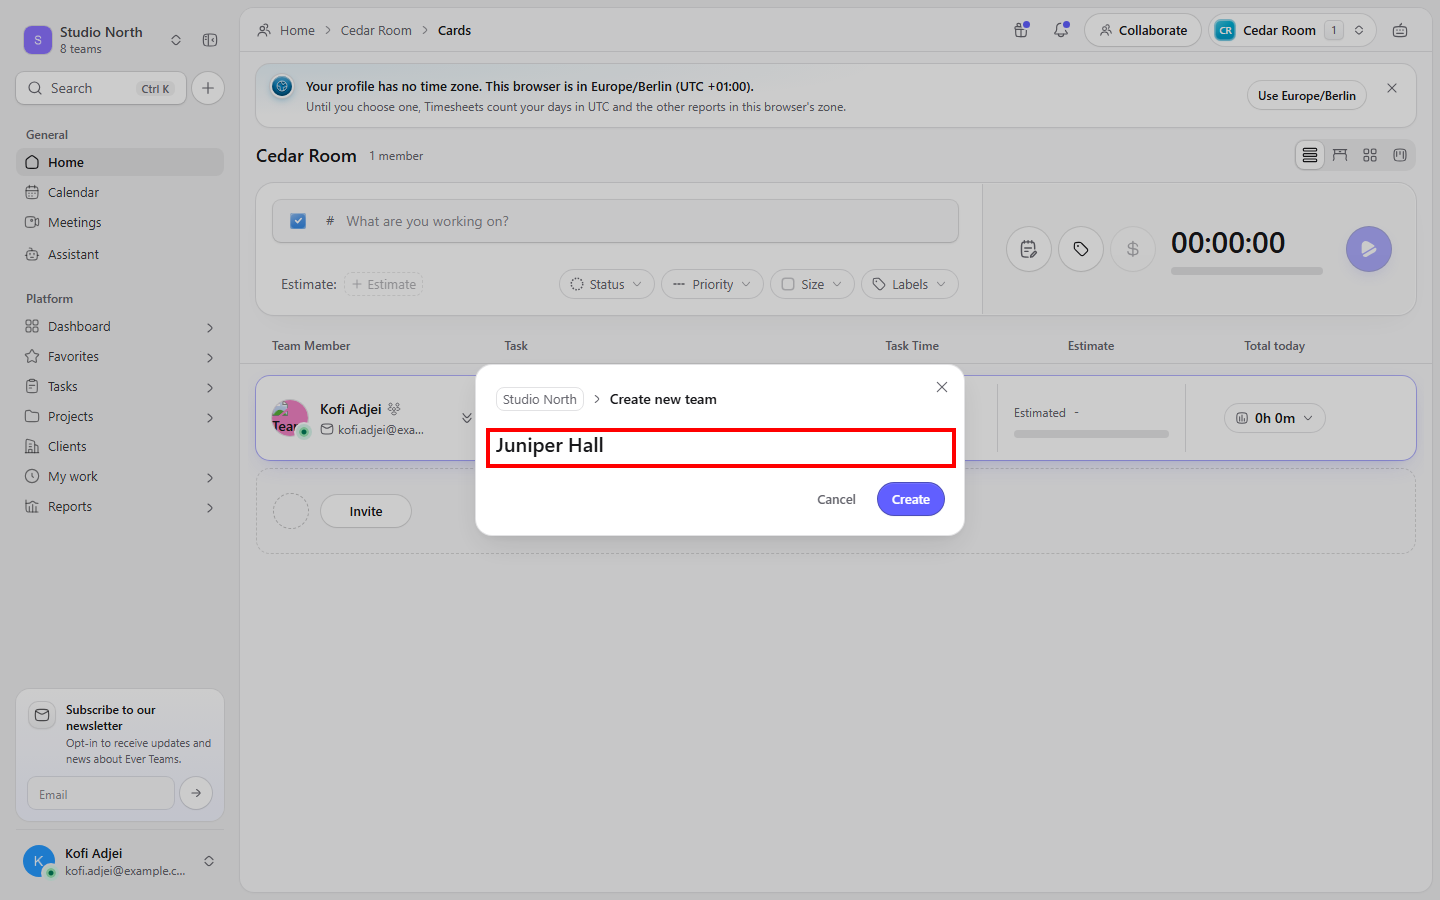 Studio North
8 teams
Search
Ctrl K
General
Home
Calendar
Meetings
Assistant
Platform
Dashboard
Favorites
Tasks
Projects
Clients
My work
Reports
Subscribe to our
newsletter
Opt-in to receive updates and
news about Ever Teams.
Email
K
Kofi Adjei
kofi.adjei@example.c...
S
Home > Cedar Room > Cards
Collaborate
CR Cedar Room 1
Your profile has no time zone. This browser is in Europe/Berlin (UTC +01:00).
Until you choose one, Timesheets count your days in UTC and the other reports in this browser's zone.
Use Europe/Berlin
Cedar Room 1 member
# What are you working on?
Estimate: + Estimate
Status
Priority
Size
Labels
$
00:00:00
Team Member Task Task Time Estimate Total today
Kofi Adjei
kofi.adjei@exa...
Estimated -
0h 0m
Invite
Studio North > Create new team
Juniper Hall
Cancel
Create